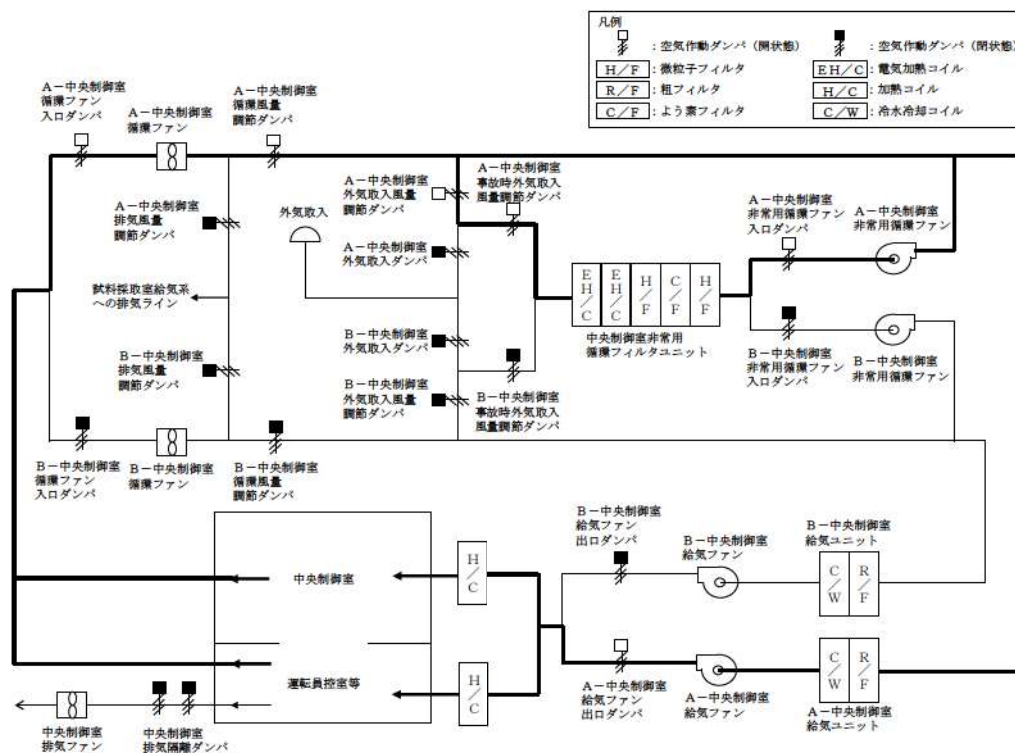 凡例
：空気作動ダンパ（開状態）
：空気作動ダンパ（閉状態）
H／F：微粒子フィルタ
EH／C：電気加熱コイル
R／F：粗フィルタ
H／C：加熱コイル
C／F：よう素フィルタ
C／W：冷水冷却コイル
A－中央制御室
循環ファン
入口ダンパ
A－中央制御室
循環ファン
A－中央制御室
循環風量
調節ダンパ
A－中央制御室
排気風量
調節ダンパ
外気取入
A－中央制御室
外気取入風量
調節ダンパ
A－中央制御室
事故時外気取入
風量調節ダンパ
A－中央制御室
外気取入ダンパ
A－中央制御室
非常用循環ファン
入口ダンパ
A－中央制御室
非常用循環ファン
試料採取室給気系
への排気ライン
EH／C
EH／C
H／F
C／F
H／F
中央制御室非常用
循環フィルタユニット
B－中央制御室
排気風量
調節ダンパ
B－中央制御室
外気取入ダンパ
B－中央制御室
外気取入風量
調節ダンパ
B－中央制御室
事故時外気取入
風量調節ダンパ
B－中央制御室
非常用循環ファン
入口ダンパ
B－中央制御室
非常用循環ファン
B－中央制御室
循環ファン
入口ダンパ
B－中央制御室
循環ファン
B－中央制御室
循環風量
調節ダンパ
中央制御室
H／C
B－中央制御室
給気ファン
出口ダンパ
B－中央制御室
給気ファン
B－中央制御室
給気ユニット
C／W
R／F
運転員控室等
H／C
A－中央制御室
給気ファン
出口ダンパ
A－中央制御室
給気ファン
C／W
R／F
A－中央制御室
給気ユニット
中央制御室
排気ファン
中央制御室
排気隔離ダンパ